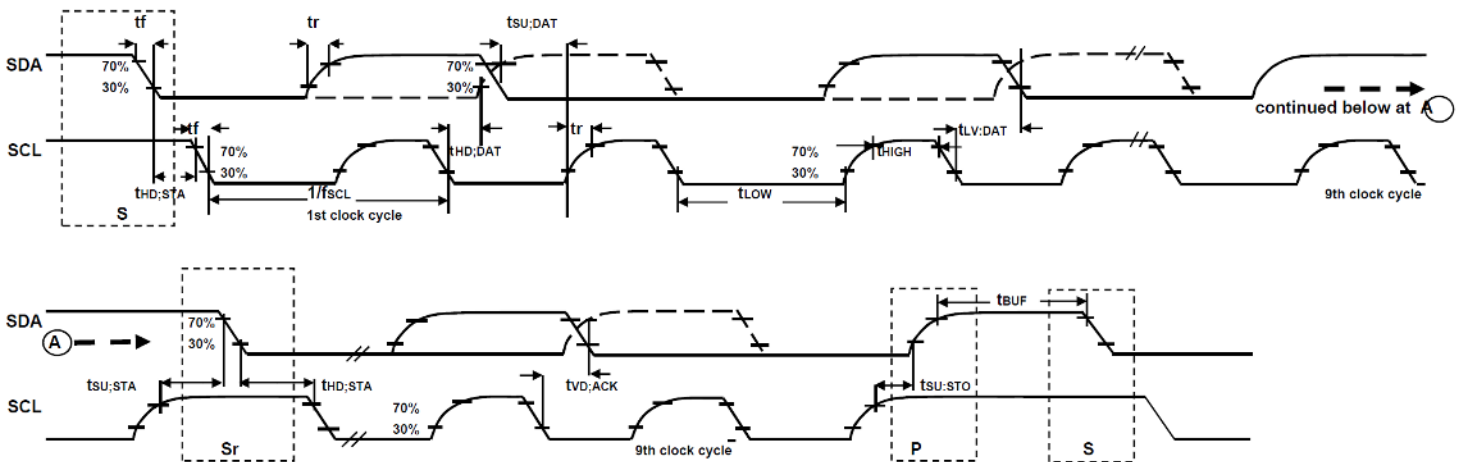 tf tr tSU;DAT
SDA 70% 70%
30% 30%
continued below at A
tf tr tLV:DAT
SCL 70% tHD;DAT 70% tHIGH
30% 30%
tHD;STA 1/fSCL tLOW
S 1st clock cycle 9th clock cycle
tBUF
SDA 70%
A 30%
tSU;STA tHD;STA tVD;ACK tSU:STO
SCL 70%
30%
Sr 9th clock cycle P S